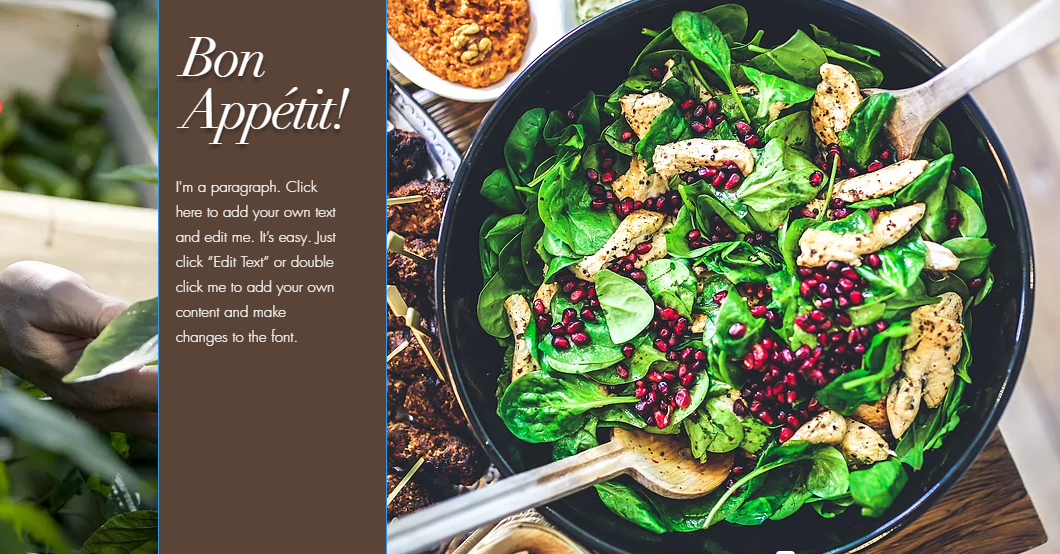 Bon
Appétit!
I'm a paragraph. Click
here to add your own text
and edit me. It's easy. Just
click "Edit Text" or double
click me to add your own
content and make
changes to the font.